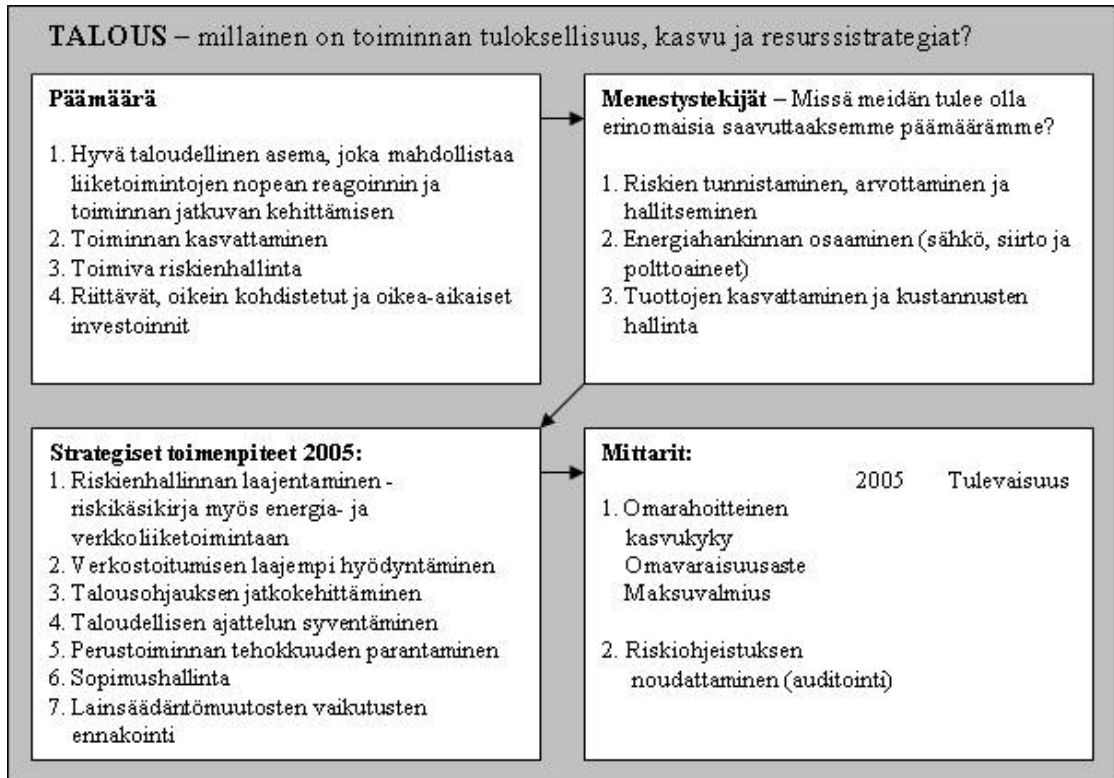 TALOUS – millainen on toiminnan tuloksellisuus, kasvu ja resurssistrategiat?
Päämäärä
1. Hyvä taloudellinen asema, joka mahdollistaa
liiketoimintojen nopean reagoinnin ja
toiminnan jatkuvan kehittämisen
2. Toiminnan kasvattaminen
3. Toimiva riskienhallinta
4. Riittävät, oikein kohdistetut ja oikea-aikaiset
investoinnit
Menestystekijät – Missä meidän tulee olla
erinomaisia saavuttaaksemme päämäärämme?
1. Riskien tunnistaminen, arvottaminen ja
hallitseminen
2. Energiahankinnan osaaminen (sähkö, siirto ja
polttoaineet)
3. Tuottojen kasvattaminen ja kustannusten
hallinta
Strategiset toimenpiteet 2005:
1. Riskienhallinnan laajentaminen -
riskikäsikirja myös energia- ja
verkkoliiketoimintaan
2. Verkostoitumisen laajempi hyödyntäminen
3. Talousohjauksen jatkokehittäminen
4. Taloudellisen ajattelun syventäminen
5. Perustoiminnan tehokkuuden parantaminen
6. Sopimushallinta
7. Lainsäädäntömuutosten vaikutusten
ennakointi
Mittarit:
2005 Tulevaisuus
1. Omarahoitteinen
kasvukyky
Omavaraisuusaste
Maksuvalmius
2. Riskiohjeistuksen
noudattaminen (auditointi)